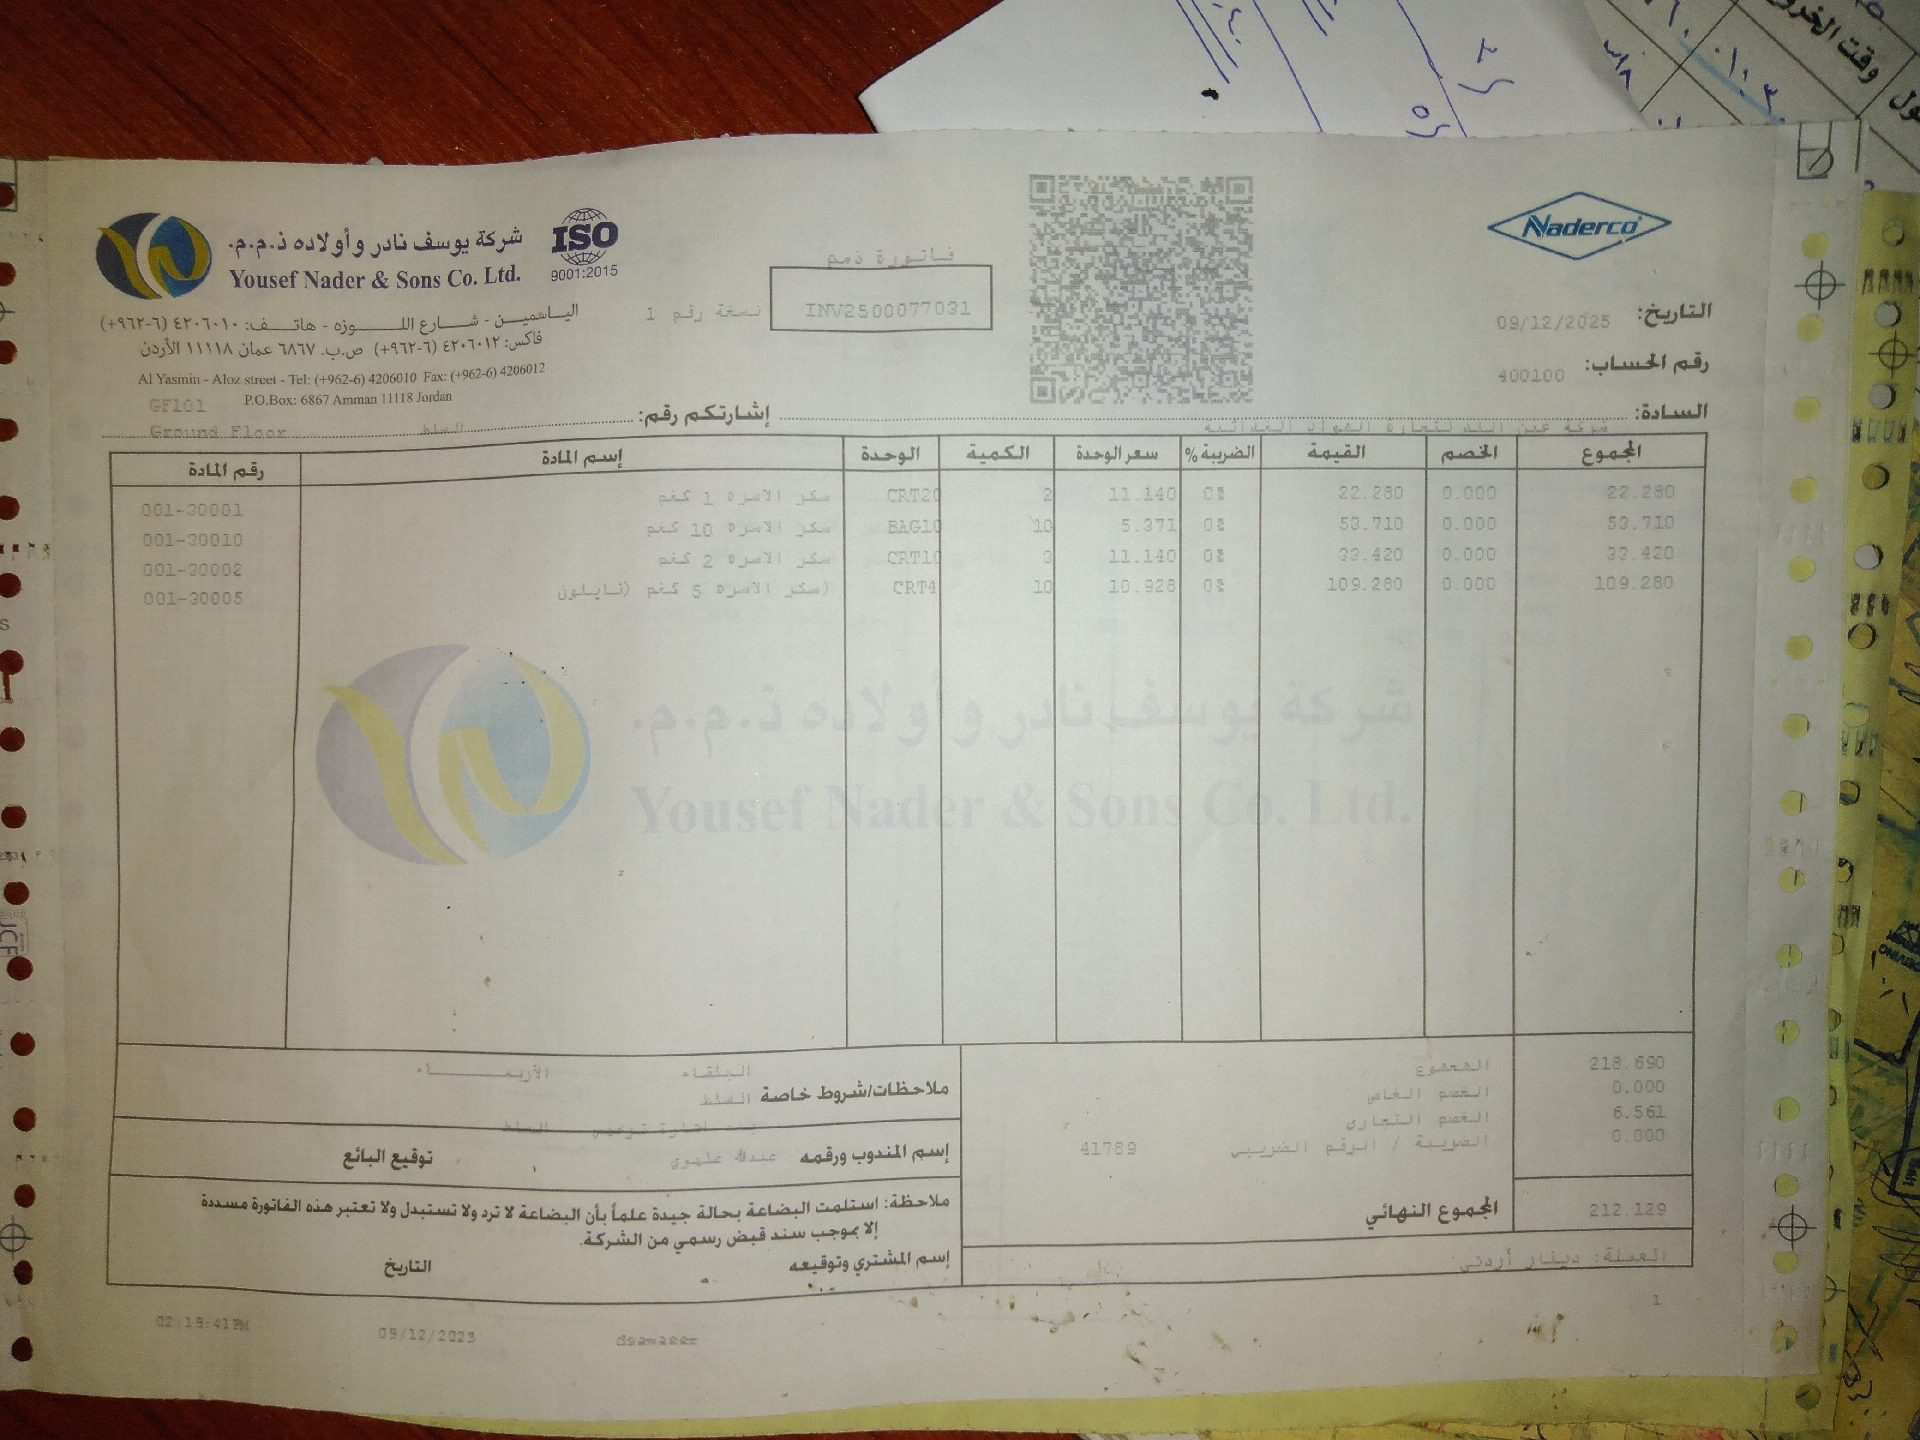 شركة يوسف نادر وأولاده ذ.م.م.
Yousef Nader & Sons Co. Ltd.
ISO
9001:2015
Naderco
الياسمين - شارع اللوزه - هاتف: ٤٢٠٦٠١٠ (٦-٩٦٢+)
فاكس: ٤٢٠٦٠١٢ (٦-٩٦٢+) ص.ب. ٦٨٦٧ عمان ١١١١٨ الأردن
Al Yasmin - Aloz street - Tel: (+962-6) 4206010 Fax: (+962-6) 4206012
P.O.Box: 6867 Amman 11118 Jordan
GF101
Ground Floor
السلط
فاتورة ذمم
INV2500077031
نسخة رقم 1
التاريخ: 09/12/2025
رقم الحساب: 400100
السادة:
إشارتكم رقم:
رقم المادة إسم المادة الوحدة الكمية سعر الوحدة الضريبة % القيمة الخصم المجموع
001-30001 سكر الاسره 1 كغم CRT20 2 11.140 0% 22.280 0.000 22.280
001-30010 سكر الاسره 10 كغم BAG10 10 5.371 0% 53.710 0.000 53.710
001-30002 سكر الاسره 2 كغم CRT10 3 11.140 0% 33.420 0.000 33.420
001-30005 سكر الاسره 5 كغم (نايلون) CRT4 10 10.928 0% 109.280 0.000 109.280
شركة يوسف نادر وأولاده ذ.م.م.
Yousef Nader & Sons Co. Ltd.
المجموع 218.690
الخصم الخاص 0.000
الخصم التجاري 6.561
الضريبة / الرقم الضريبي 41789 0.000
المجموع النهائي 212.129
العملة: دينار أردني
ملاحظات/شروط خاصة
البلقاء
الأربعاء
السلط
إسم المندوب ورقمه
توقيع البائع
ملاحظة: استلمت البضاعة بحالة جيدة علماً بأن البضاعة لا ترد ولا تستبدل ولا تعتبر هذه الفاتورة مسددة
إلا بموجب سند قبض رسمي من الشركة.
إسم المشتري وتوقيعه
التاريخ
1
02:19:41PM
09/12/2025
وقت الخر